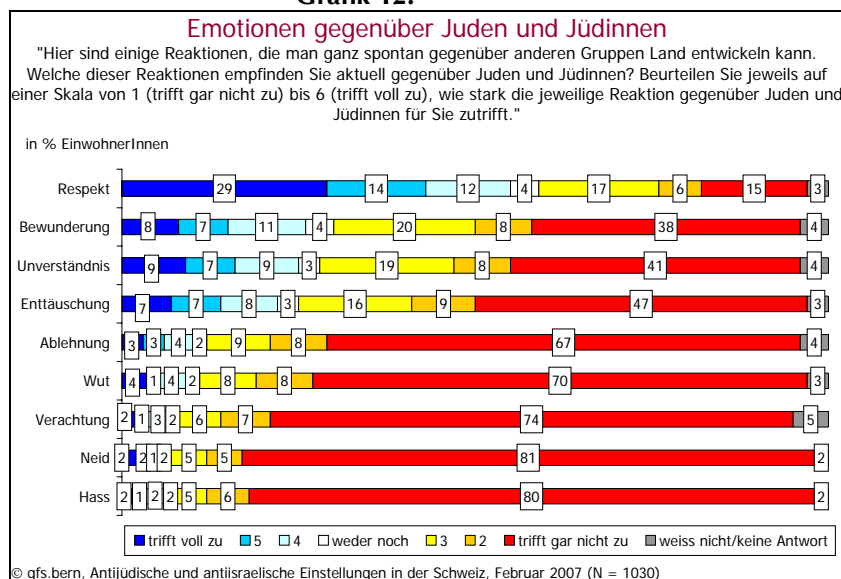 Grafik 12:
Emotionen gegenüber Juden und Jüdinnen
"Hier sind einige Reaktionen, die man ganz spontan gegenüber anderen Gruppen Land entwickeln kann.
Welche dieser Reaktionen empfinden Sie aktuell gegenüber Juden und Jüdinnen? Beurteilen Sie jeweils auf
einer Skala von 1 (trifft gar nicht zu) bis 6 (trifft voll zu), wie stark die jeweilige Reaktion gegenüber Juden und
Jüdinnen für Sie zutrifft."
in % EinwohnerInnen
Respekt 29 14 12 4 17 6 15 3
Bewunderung 8 7 11 4 20 8 38 4
Unverständnis 9 7 9 3 19 8 41 4
Enttäuschung 7 7 8 3 16 9 47 3
Ablehnung 3 3 4 2 9 8 67 4
Wut 4 1 4 2 8 8 70 3
Verachtung 2 1 3 2 6 7 74 5
Neid 2 2 1 2 5 5 81 2
Hass 2 1 2 2 5 6 80 2
trifft voll zu 5 4 weder noch 3 2 trifft gar nicht zu weiss nicht/keine Antwort
© gfs.bern, Antijüdische und antiisraelische Einstellungen in der Schweiz, Februar 2007 (N = 1030)